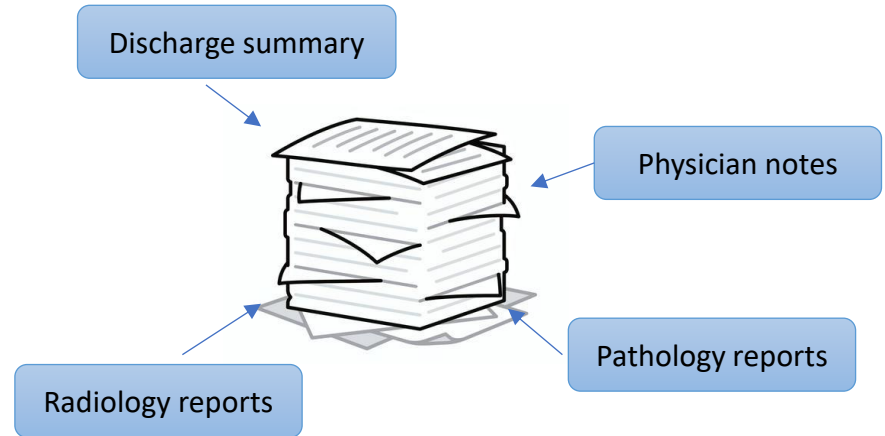 Discharge summary
Physician notes
Pathology reports
Radiology reports